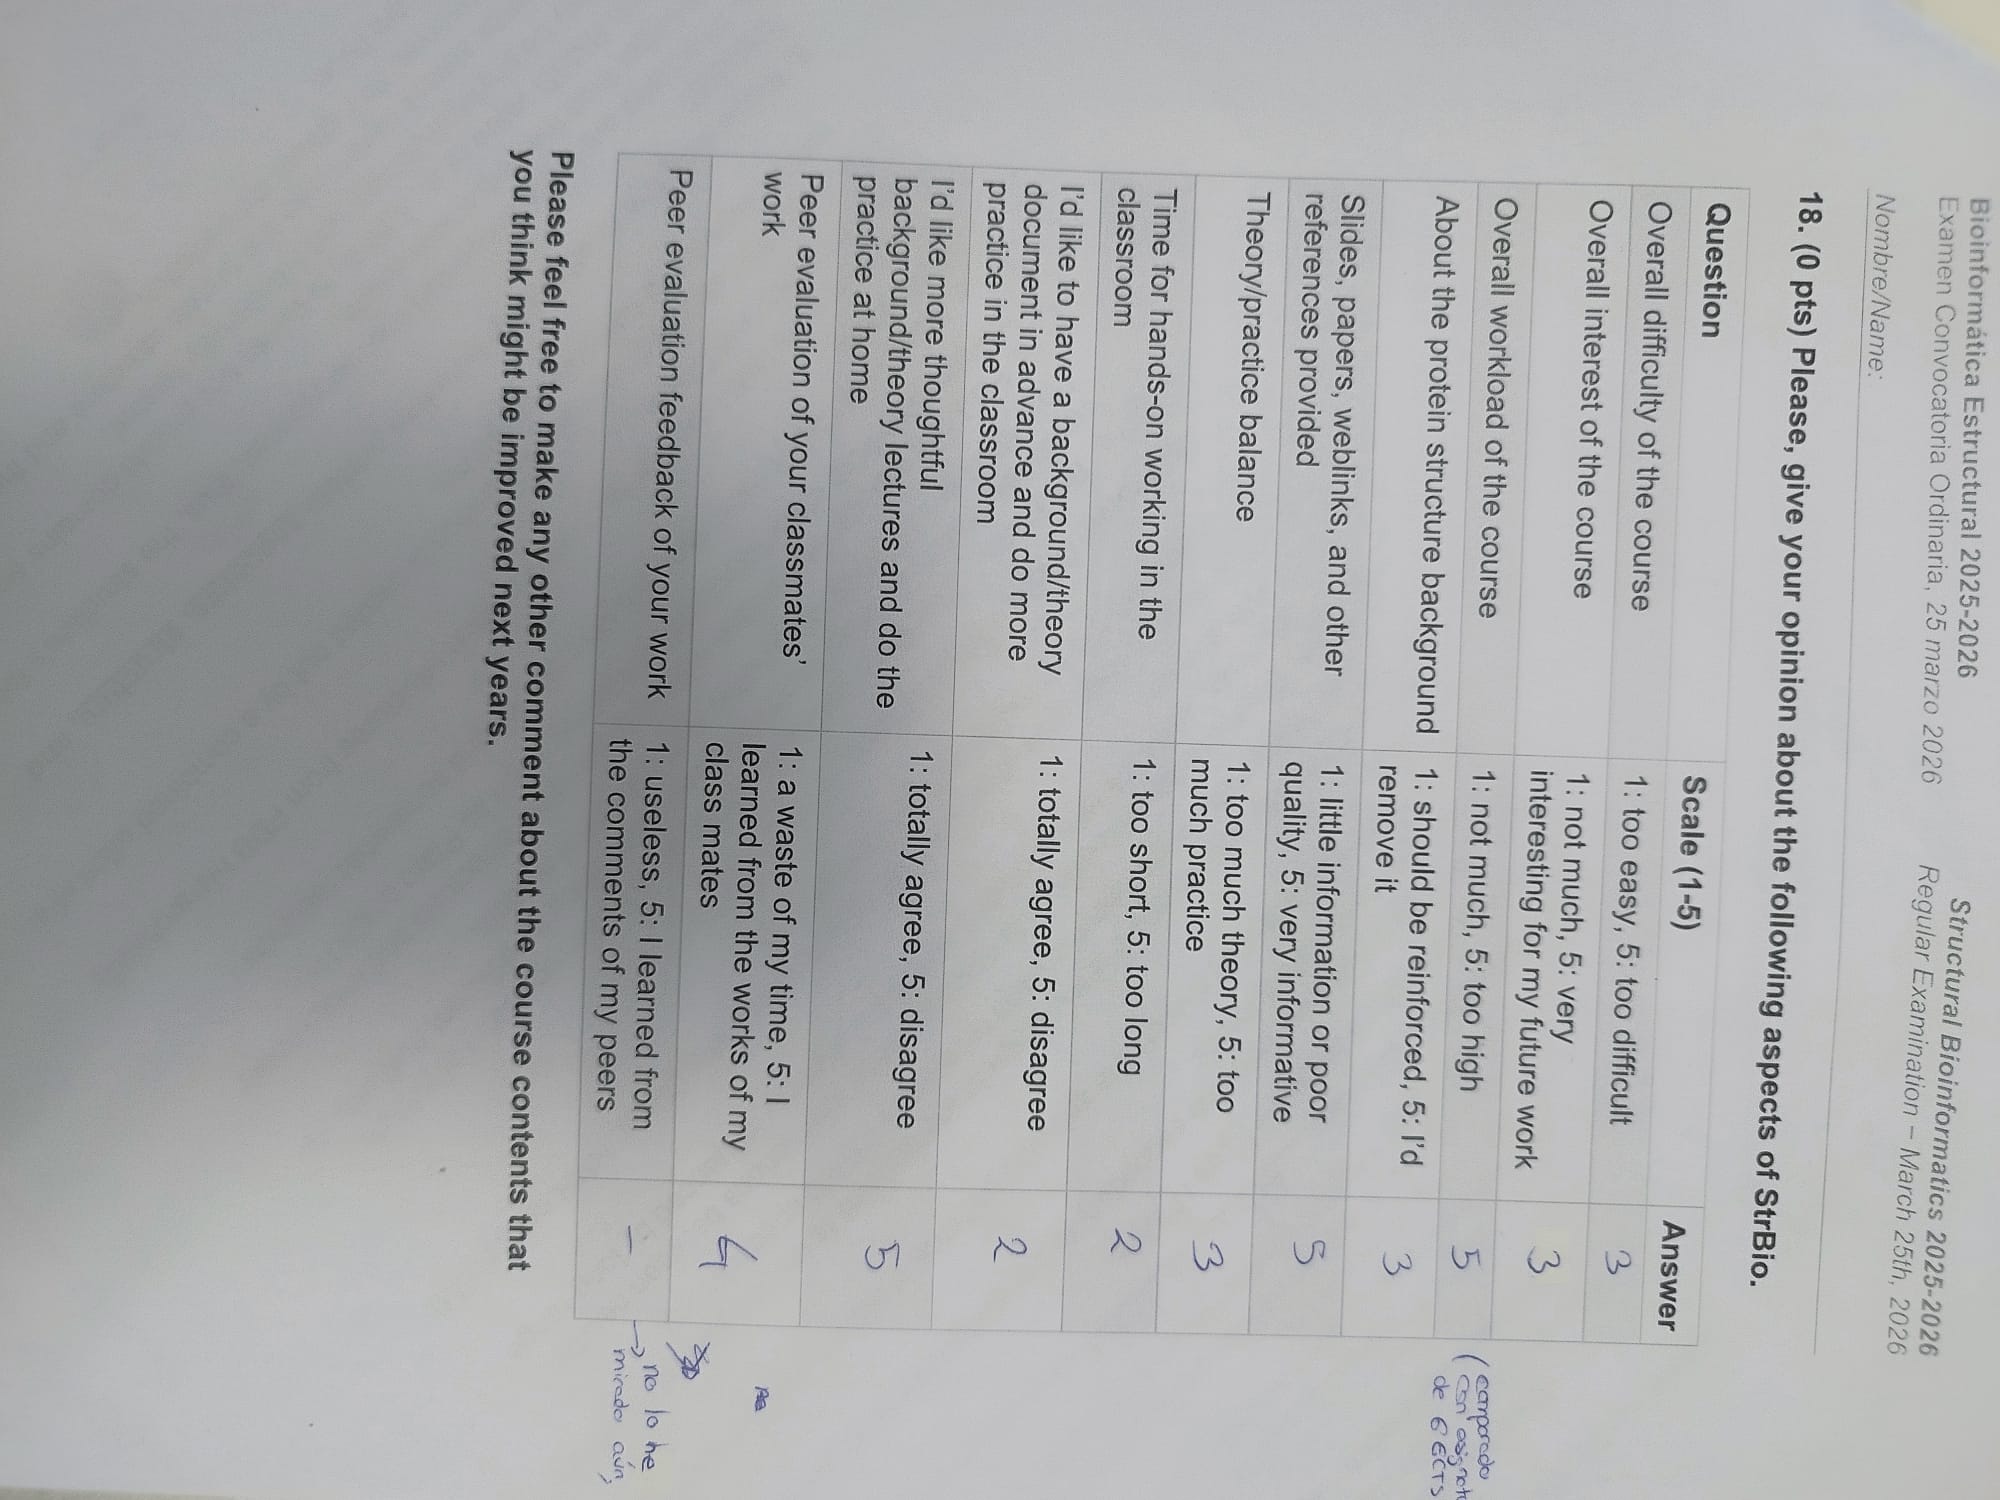 Bioinformática Estructural 2025-2026 Structural Bioinformatics 2025-2026
Examen Convocatoria Ordinaria, 25 marzo 2026 Regular Examination – March 25th, 2026
Nombre/Name:
18. (0 pts) Please, give your opinion about the following aspects of StrBio.
Question Scale (1-5) Answer
Overall difficulty of the course 1: too easy, 5: too difficult 3
Overall interest of the course 1: not much, 5: very
interesting for my future work 3
Overall workload of the course 1: not much, 5: too high 5
(comparado
con
de 6 ECTS
About the protein structure background 1: should be reinforced, 5: I'd
remove it 3
Slides, papers, weblinks, and other
references provided
1: little information or poor
quality, 5: very informative 5
Theory/practice balance 1: too much theory, 5: too
much practice 3
Time for hands-on working in the
classroom
1: too short, 5: too long 2
I'd like to have a background/theory
document in advance and do more
practice in the classroom
1: totally agree, 5: disagree 2
I'd like more thoughtful
background/theory lectures and do the
practice at home
1: totally agree, 5: disagree 5
Peer evaluation of your classmates'
work
1: a waste of my time, 5: I
learned from the works of my
class mates 4
Peer evaluation feedback of your work 1: useless, 5: I learned from
the comments of my peers –
→ no lo he
mirado aún
Please feel free to make any other comment about the course contents that
you think might be improved next years.